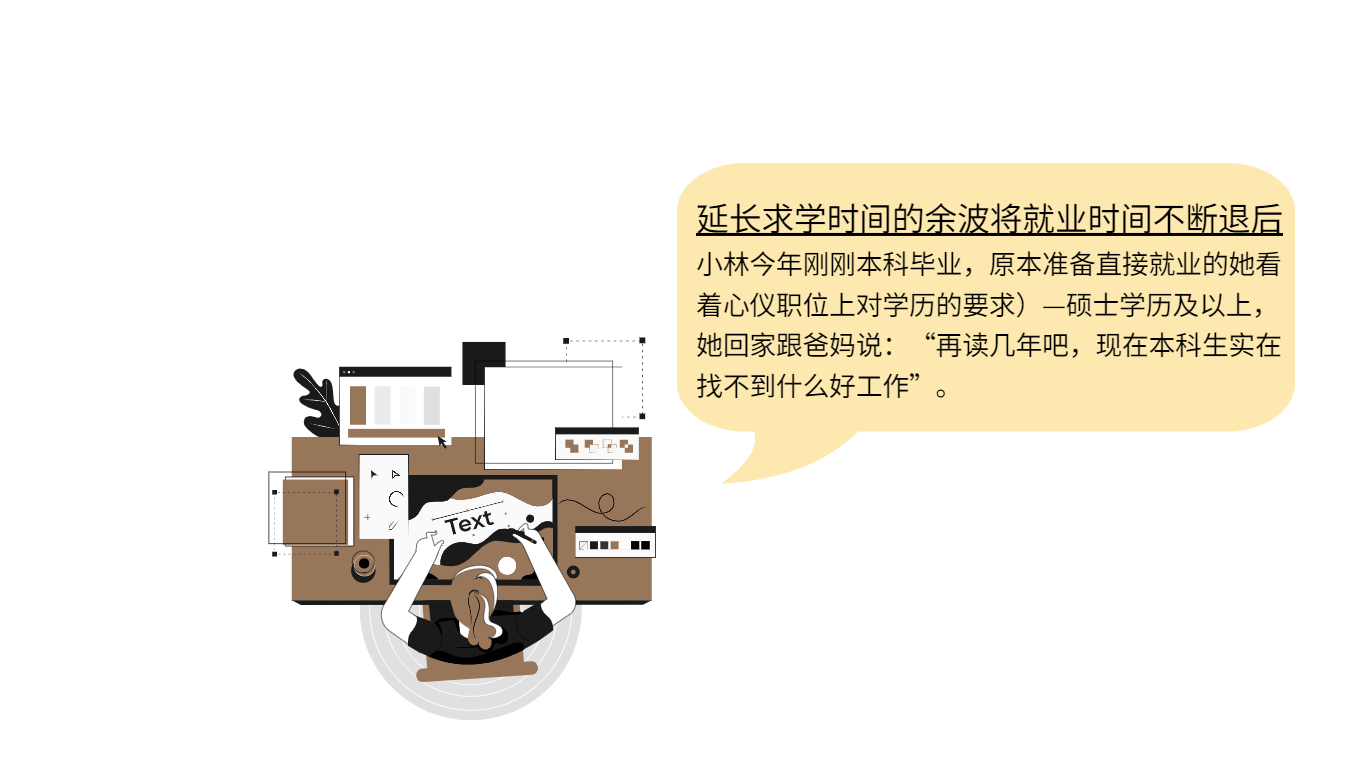 延长求学时间的余波将就业时间不断退后
小林今年刚刚本科毕业，原本准备直接就业的她看
着心仪职位上对学历的要求）—硕士学历及以上，
她回家跟爸妈说：“再读几年吧，现在本科生实在
找不到什么好工作”。
Text